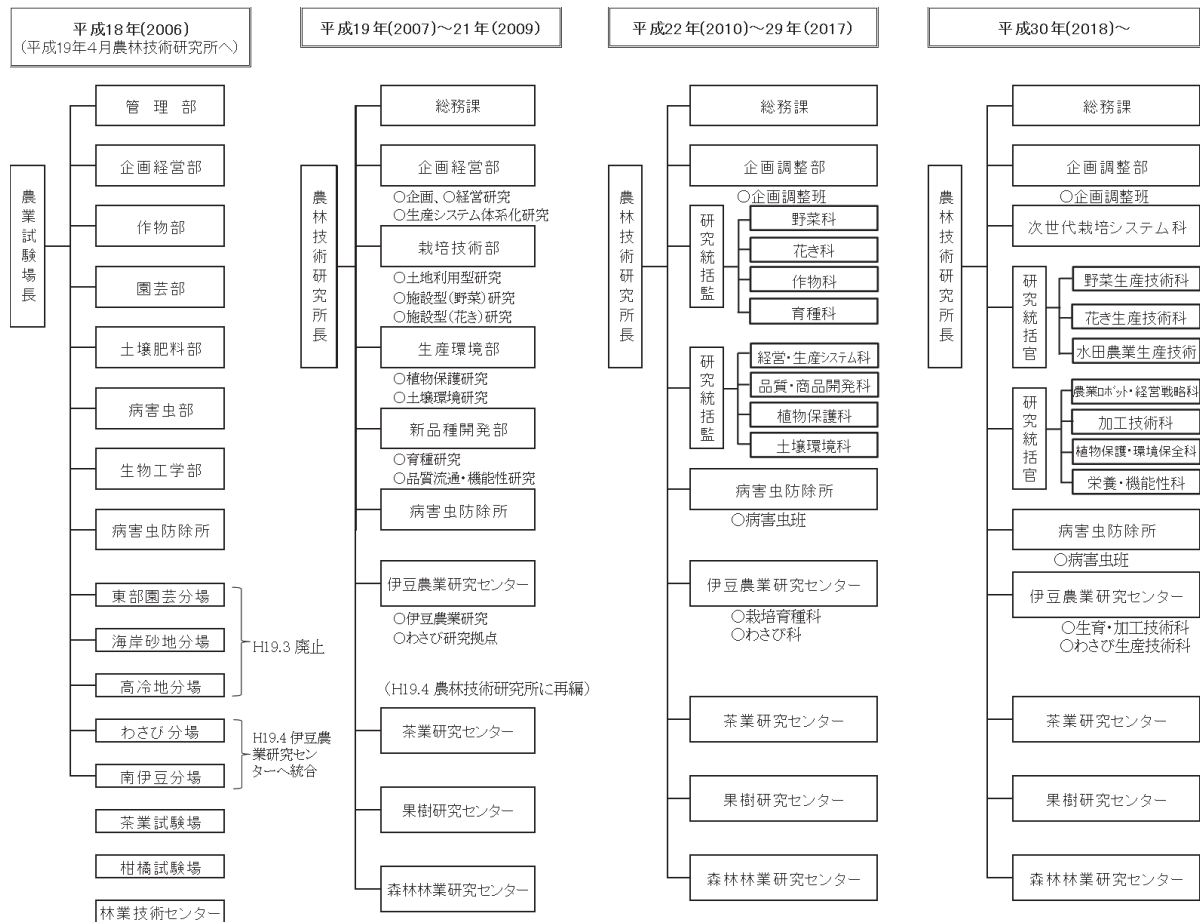 平成18年(2006)
(平成19年4月農林技術研究所へ)
農業試験場長
管理部
企画経営部
作物部
園芸部
土壌肥料部
病害虫部
生物工学部
病害虫防除所
東部園芸分場
海岸砂地分場
高冷地分場
H19.3 廃止
わさび分場
南伊豆分場
H19.4 伊豆農
業研究セン
ターへ統合
茶業試験場
柑橘試験場
林業技術センター
平成19年(2007)～21年(2009)
農林技術研究所長
総務課
企画経営部
○企画、○経営研究
○生産システム体系化研究
栽培技術部
○土地利用型研究
○施設型(野菜)研究
○施設型(花き)研究
生産環境部
○植物保護研究
○土壌環境研究
新品種開発部
○育種研究
○品質流通・機能性研究
病害虫防除所
伊豆農業研究センター
○伊豆農業研究
○わさび研究拠点
(H19.4 農林技術研究所に再編)
茶業研究センター
果樹研究センター
森林林業研究センター
平成22年(2010)～29年(2017)
農林技術研究所長
総務課
企画調整部
○企画調整班
研究統括監
野菜科
花き科
作物科
育種科
研究統括監
経営・生産システム科
品質・商品開発科
植物保護科
土壌環境科
病害虫防除所
○病害虫班
伊豆農業研究センター
○栽培育種科
○わさび科
茶業研究センター
果樹研究センター
森林林業研究センター
平成30年(2018)～
農林技術研究所長
総務課
企画調整部
○企画調整班
次世代栽培システム科
研究統括官
野菜生産技術科
花き生産技術科
水田農業生産技術
研究統括官
農業ロボット・経営戦略科
加工技術科
植物保護・環境保全科
栄養・機能性科
病害虫防除所
○病害虫班
伊豆農業研究センター
○生育・加工技術科
○わさび生産技術科
茶業研究センター
果樹研究センター
森林林業研究センター